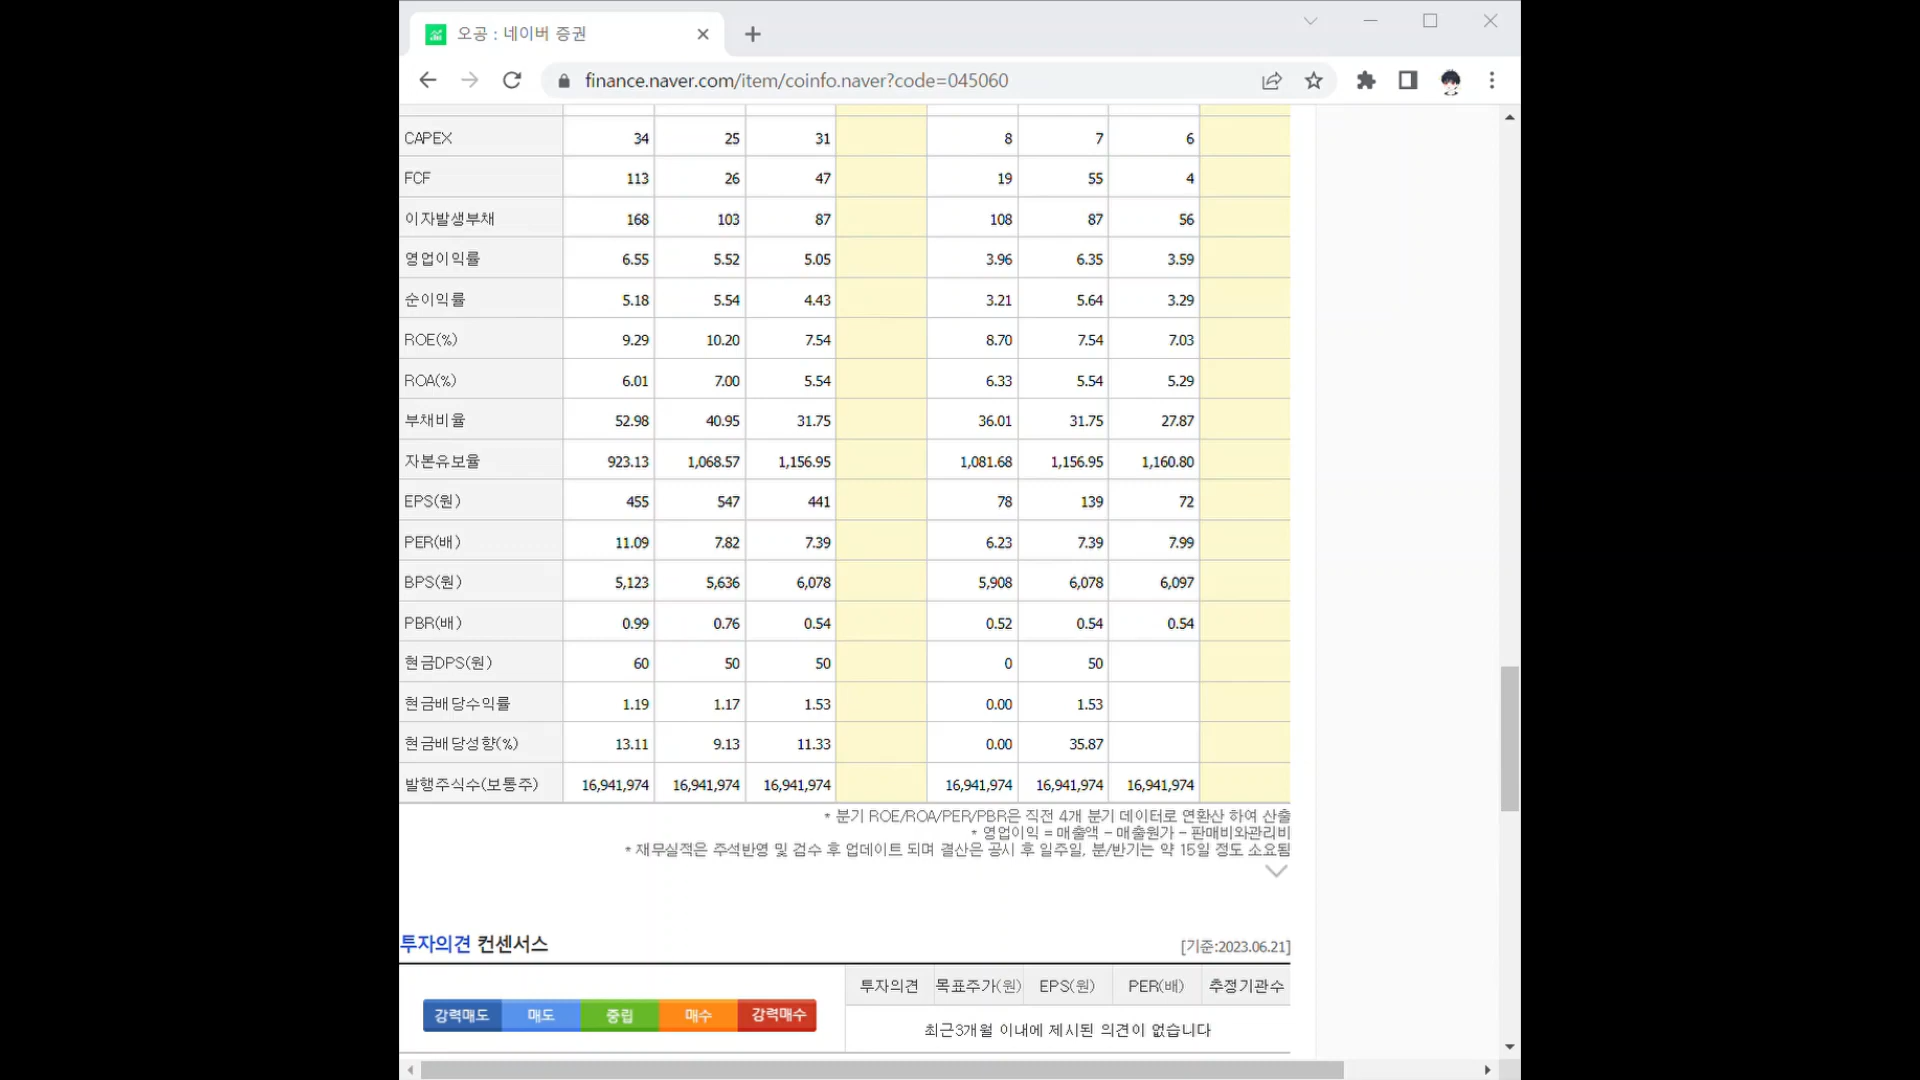 오공 : 네이버 증권
finance.naver.com/item/coinfo.naver?code=045060
CAPEX 34 25 31 8 7 6
FCF 113 26 47 19 55 4
이자발생부채 168 103 87 108 87 56
영업이익률 6.55 5.52 5.05 3.96 6.35 3.59
순이익률 5.18 5.54 4.43 3.21 5.64 3.29
ROE(%) 9.29 10.20 7.54 8.70 7.54 7.03
ROA(%) 6.01 7.00 5.54 6.33 5.54 5.29
부채비율 52.98 40.95 31.75 36.01 31.75 27.87
자본유보율 923.13 1,068.57 1,156.95 1,081.68 1,156.95 1,160.80
EPS(원) 455 547 441 78 139 72
PER(배) 11.09 7.82 7.39 6.23 7.39 7.99
BPS(원) 5,123 5,636 6,078 5,908 6,078 6,097
PBR(배) 0.99 0.76 0.54 0.52 0.54 0.54
현금DPS(원) 60 50 50 0 50
현금배당수익률 1.19 1.17 1.53 0.00 1.53
현금배당성향(%) 13.11 9.13 11.33 0.00 35.87
발행주식수(보통주) 16,941,974 16,941,974 16,941,974 16,941,974 16,941,974 16,941,974
* 분기 ROE/ROA/PER/PBR은 직전 4개 분기 데이터로 연환산 하여 산출
* 영업이익 = 매출액 - 매출원가 - 판매비와관리비
* 재무실적은 주석반영 및 검수 후 업데이트 되며 결산은 공시 후 일주일, 분/반기는 약 15일 정도 소요됨
투자의견 컨센서스 [기준:2023.06.21]
투자의견 목표주가(원) EPS(원) PER(배) 추정기관수
강력매도 매도 중립 매수 강력매수
최근3개월 이내에 제시된 의견이 없습니다